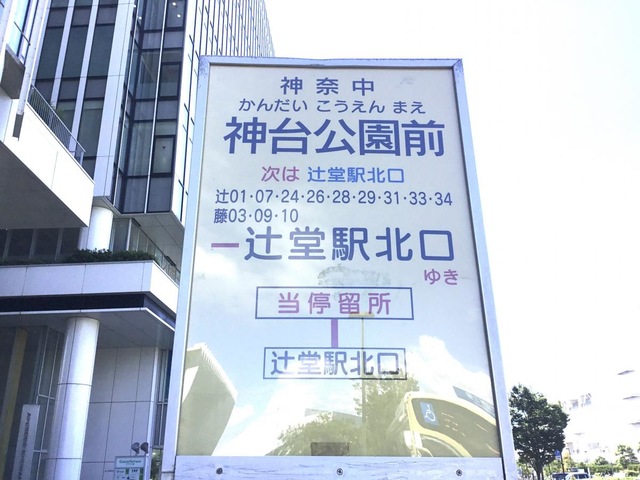 神奈中
かんだい こうえん まえ
神台公園前
次は 辻堂駅北口
辻01・07・24・26・28・29・31・33・34
藤03・09・10
辻堂駅北口
ゆき
当停留所
辻堂駅北口